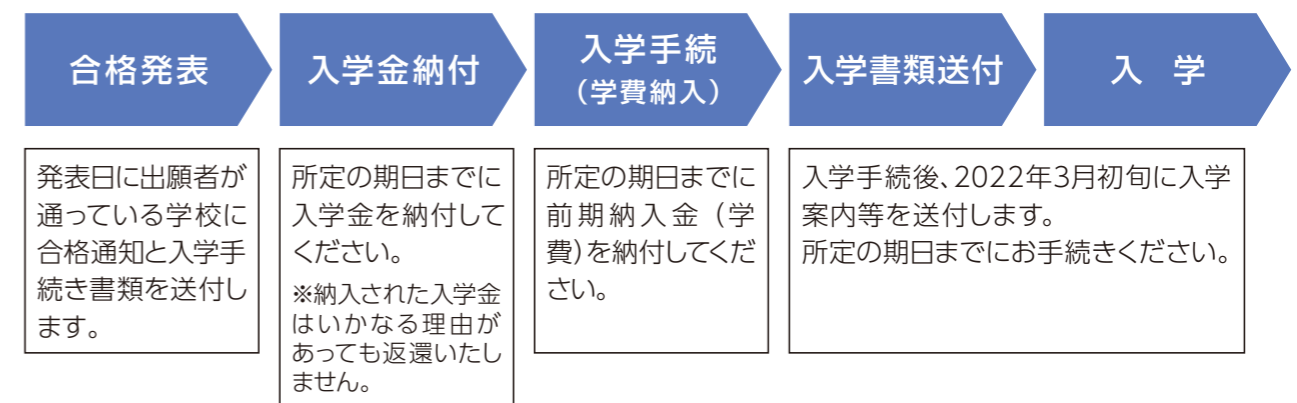 合格発表
入学金納付
入学手続
（学費納入）
入学書類送付
入　学
発表日に出願者が
通っている学校に
合格通知と入学手
続き書類を送付し
ます。
所定の期日までに
入学金を納付して
ください。
※納入された入学金
はいかなる理由が
あっても返還いたし
ません。
所定の期日までに
前期納入金（学
費）を納付してくだ
さい。
入学手続後、2022年3月初旬に入学
案内等を送付します。
所定の期日までにお手続きください。